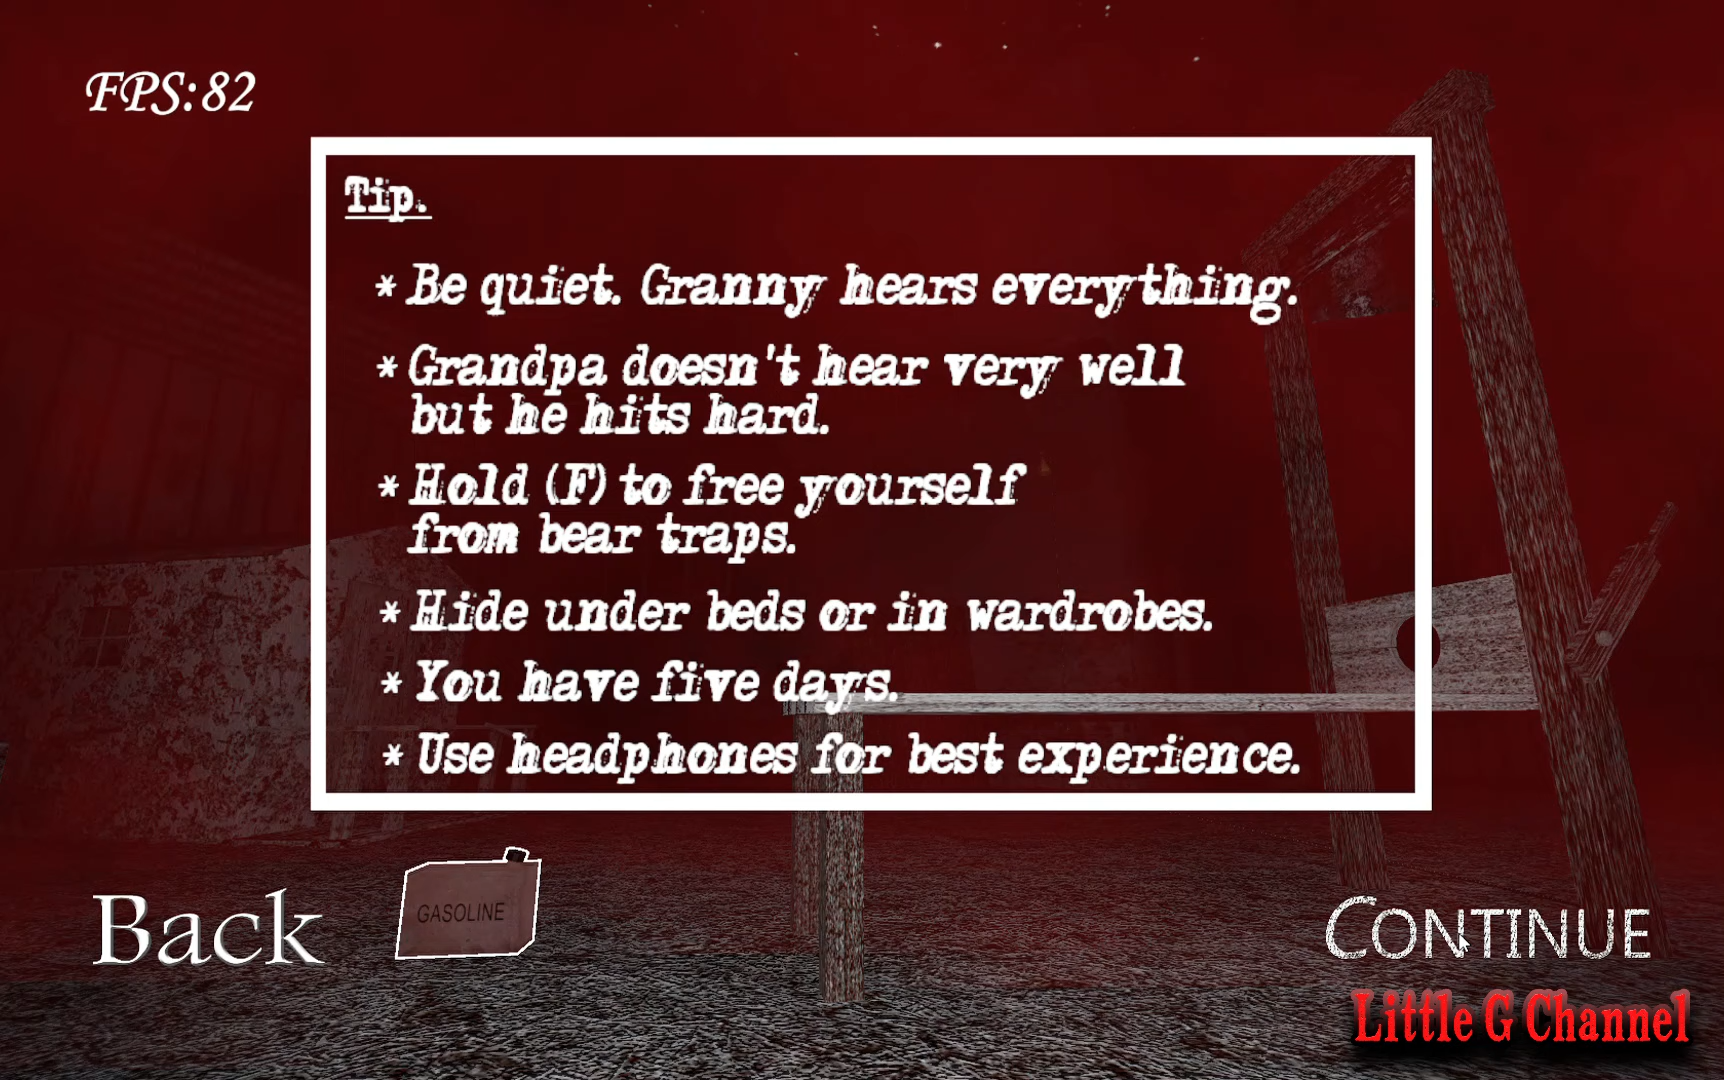 FPS:82
Tip.
* Be quiet. Granny hears everything.
* Grandpa doesn't hear very well
but he hits hard.
* Hold (F) to free yourself
from bear traps.
* Hide under beds or in wardrobes.
* You have five days.
* Use headphones for best experience.
GASOLINE
Back
CONTINUE
Little G Channel